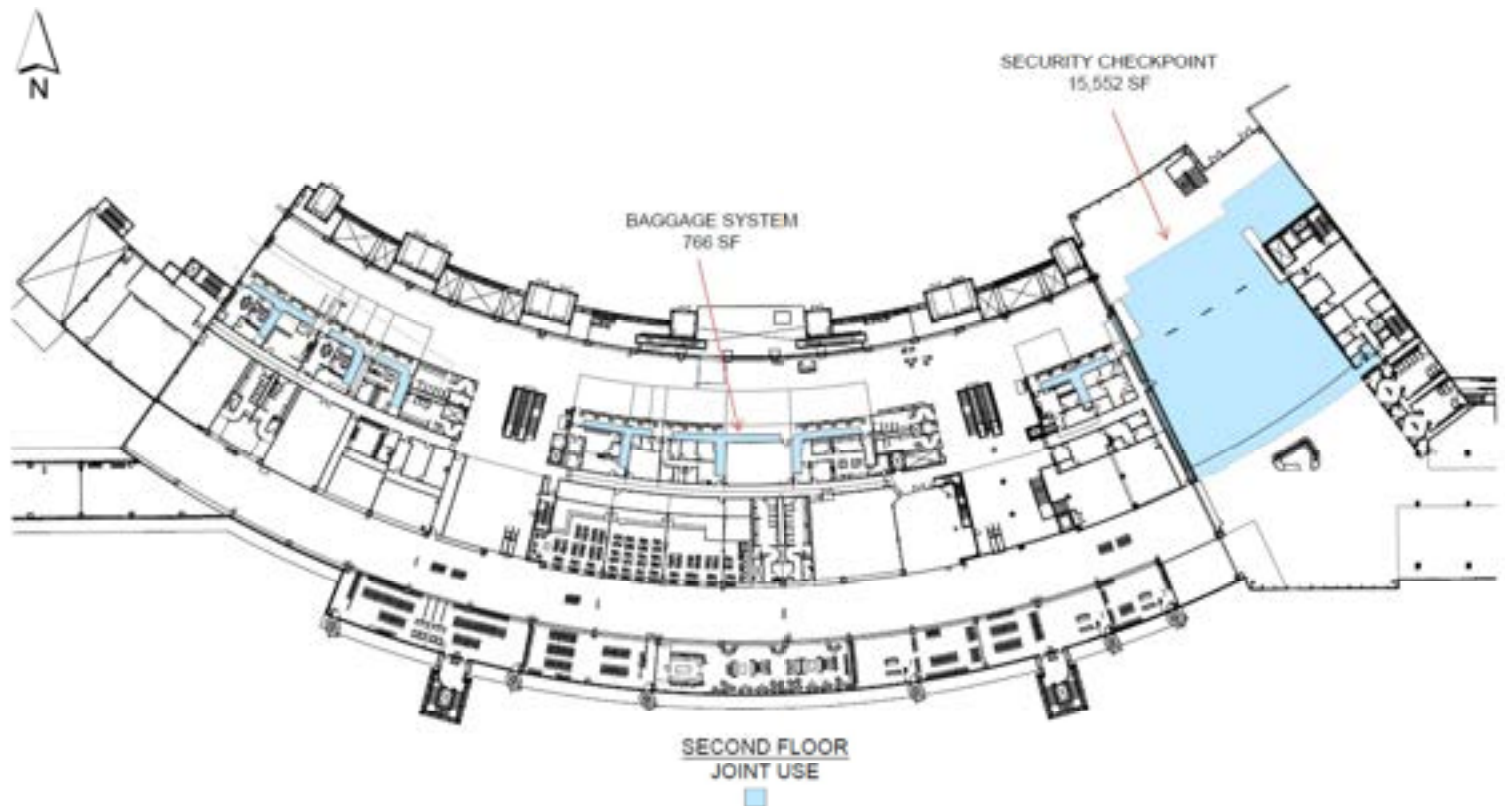 N
SECURITY CHECKPOINT
15,552 SF
BAGGAGE SYSTEM
766 SF
SECOND FLOOR
JOINT USE